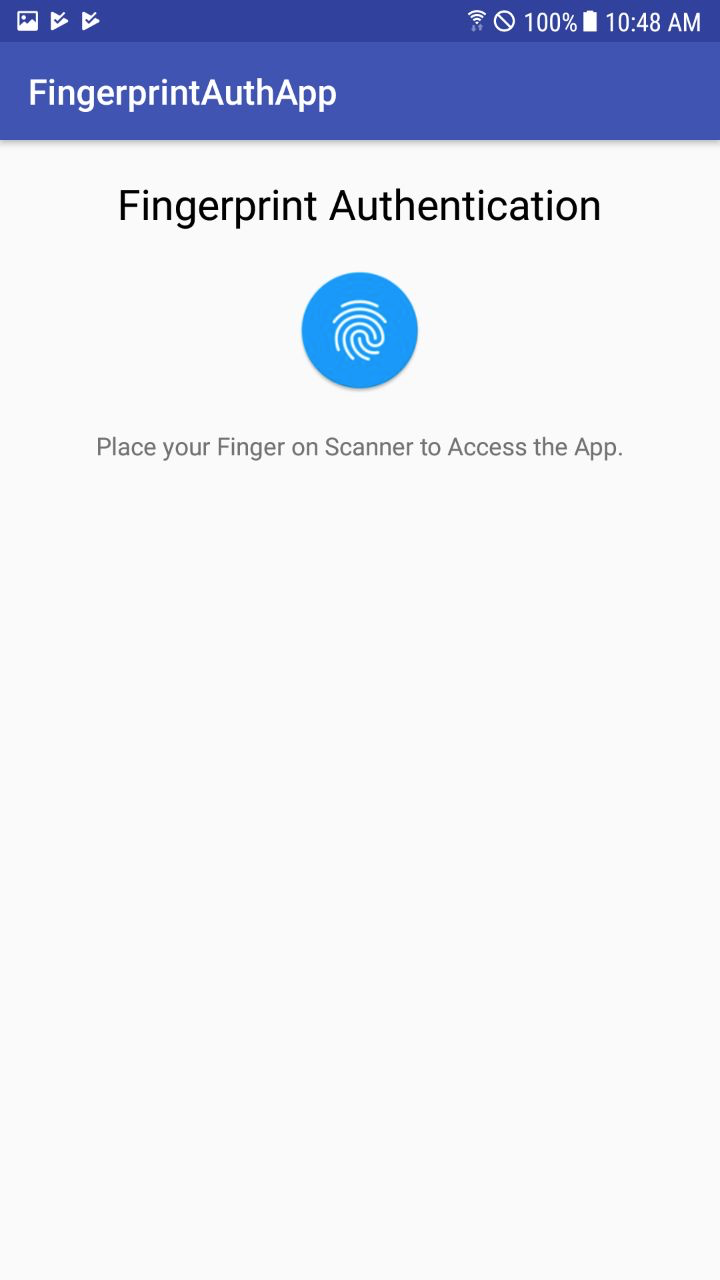 100% 10:48 AM
FingerprintAuthApp
Fingerprint Authentication
Place your Finger on Scanner to Access the App.